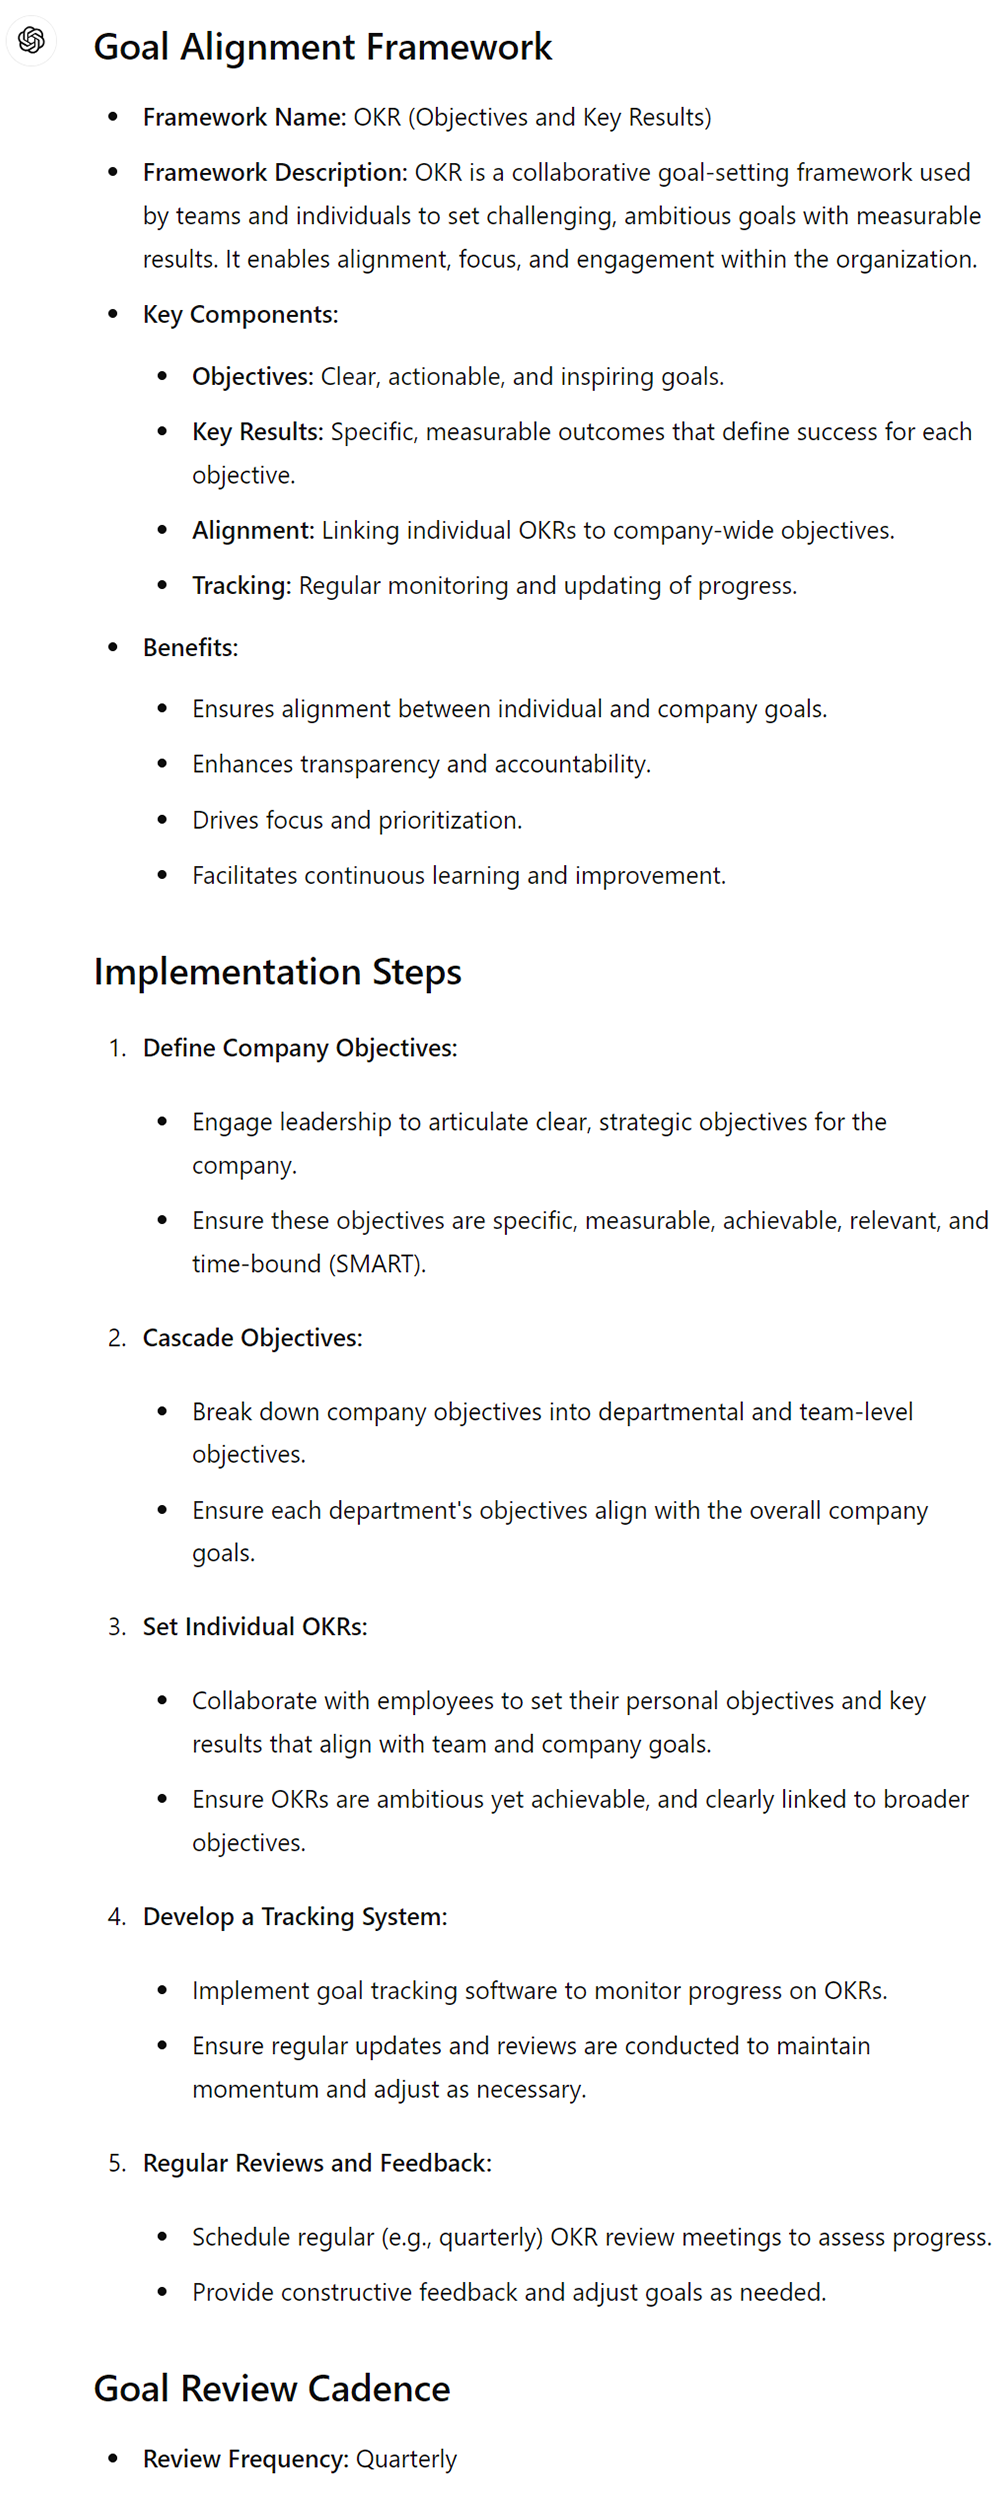 Goal Alignment Framework
• Framework Name: OKR (Objectives and Key Results)
• Framework Description: OKR is a collaborative goal-setting framework used
by teams and individuals to set challenging, ambitious goals with measurable
results. It enables alignment, focus, and engagement within the organization.
• Key Components:
• Objectives: Clear, actionable, and inspiring goals.
• Key Results: Specific, measurable outcomes that define success for each
objective.
• Alignment: Linking individual OKRs to company-wide objectives.
• Tracking: Regular monitoring and updating of progress.
• Benefits:
• Ensures alignment between individual and company goals.
• Enhances transparency and accountability.
• Drives focus and prioritization.
• Facilitates continuous learning and improvement.
Implementation Steps
1. Define Company Objectives:
• Engage leadership to articulate clear, strategic objectives for the
company.
• Ensure these objectives are specific, measurable, achievable, relevant, and
time-bound (SMART).
2. Cascade Objectives:
• Break down company objectives into departmental and team-level
objectives.
• Ensure each department's objectives align with the overall company
goals.
3. Set Individual OKRs:
• Collaborate with employees to set their personal objectives and key
results that align with team and company goals.
• Ensure OKRs are ambitious yet achievable, and clearly linked to broader
objectives.
4. Develop a Tracking System:
• Implement goal tracking software to monitor progress on OKRs.
• Ensure regular updates and reviews are conducted to maintain
momentum and adjust as necessary.
5. Regular Reviews and Feedback:
• Schedule regular (e.g., quarterly) OKR review meetings to assess progress.
• Provide constructive feedback and adjust goals as needed.
Goal Review Cadence
• Review Frequency: Quarterly